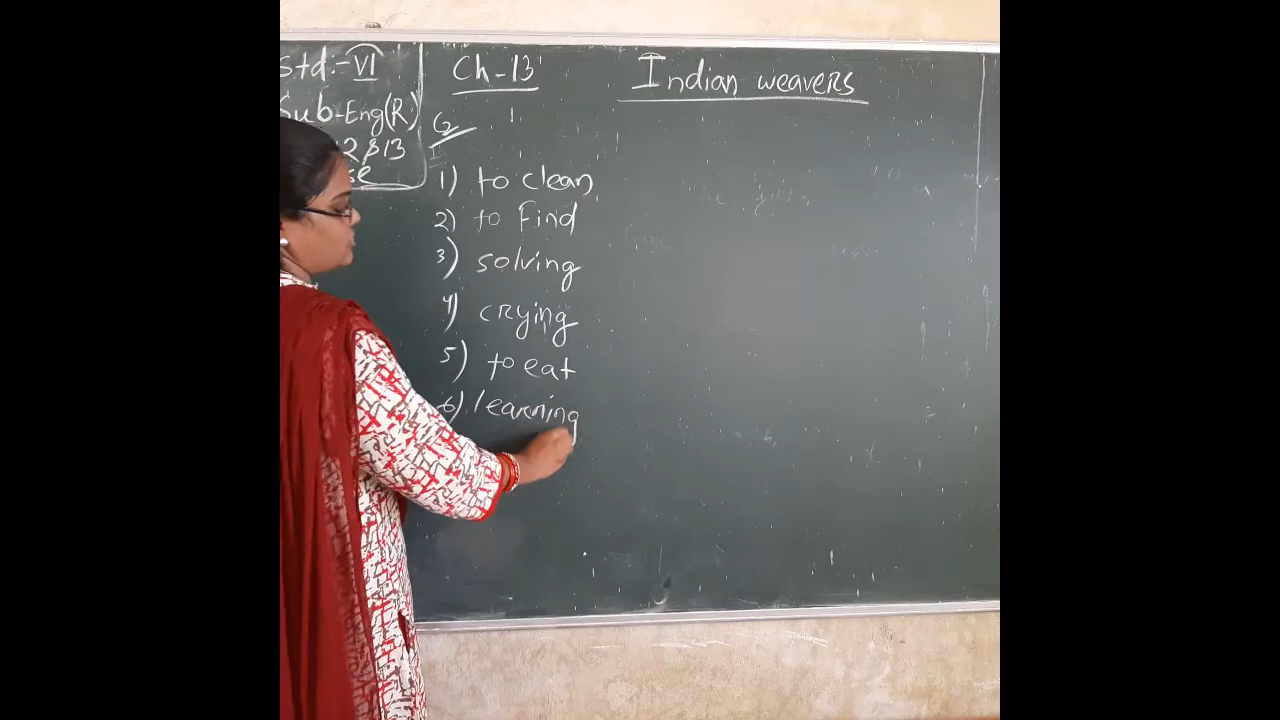 Std.-VI
Sub-Eng(R)
2 & 13
se
Ch-13
Indian weavers
C2
I
1) to clean
2) to Find
3) solving
4) crying
5) to eat
6) learning